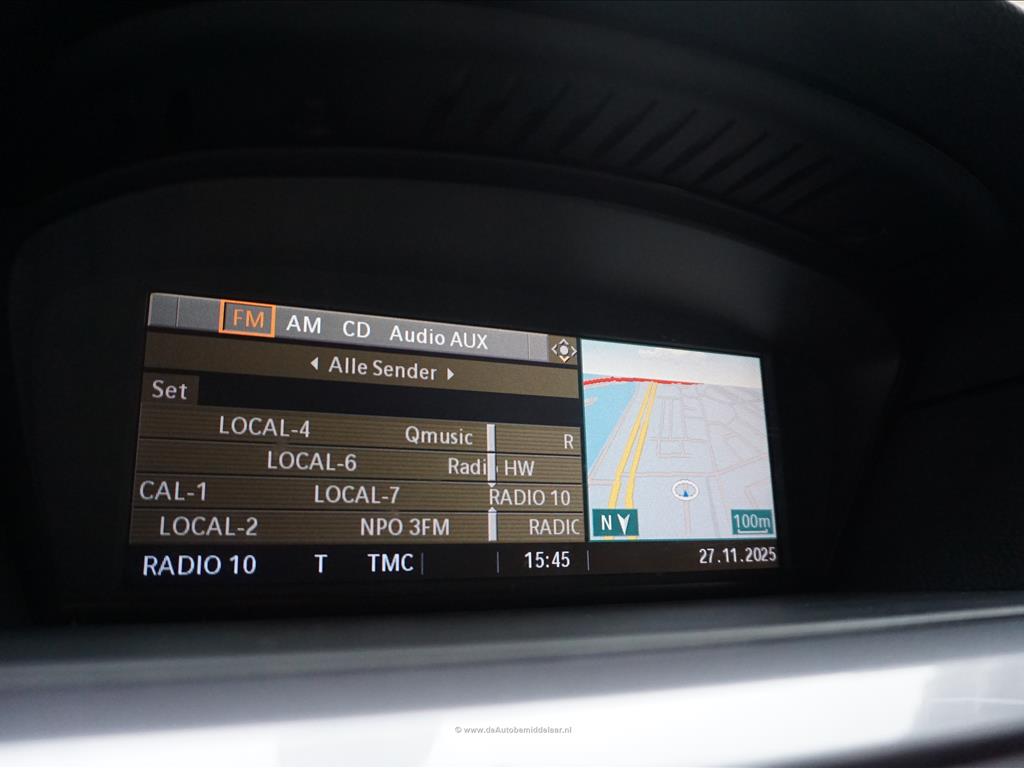 FM AM CD Audio AUX
Alle Sender
Set
LOCAL-4 Qmusic R
LOCAL-6 Radi HW
CAL-1 LOCAL-7 RADIO 10
LOCAL-2 NPO 3FM RADIO
N 100m
RADIO 10 T TMC 15:45 27.11.2025
© www.deAutobemiddelaar.nl